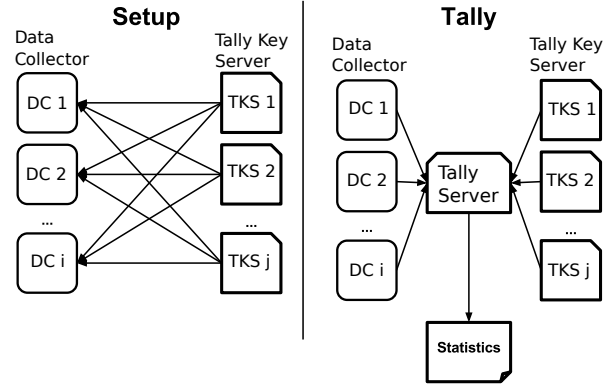 Setup
Data
Collector
Tally Key
Server
DC 1
TKS 1
DC 2
TKS 2
...
...
DC i
TKS j
Tally
Data
Collector
Tally Key
Server
DC 1
TKS 1
Tally
Server
DC 2
TKS 2
...
...
DC i
TKS j
Statistics